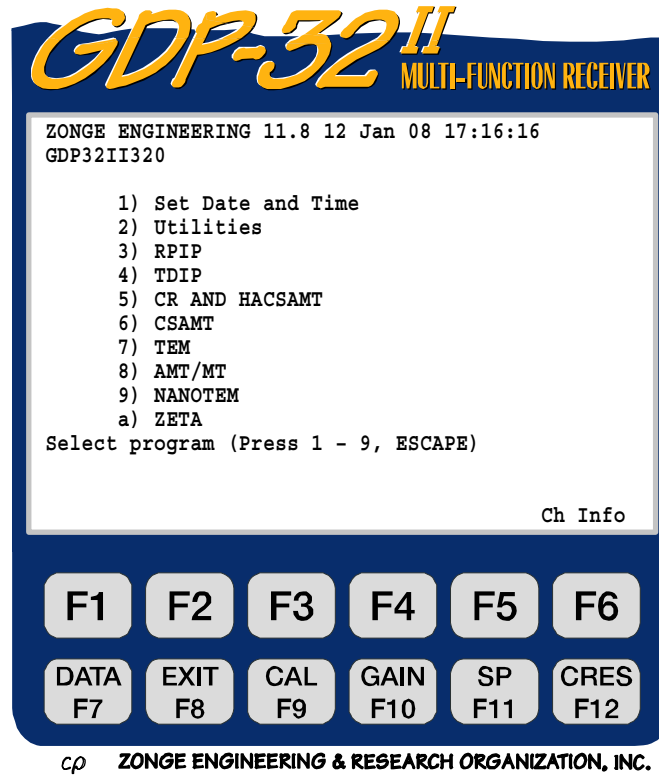 GDP-32 II
MULTI-FUNCTION RECEIVER
ZONGE ENGINEERING 11.8 12 Jan 08 17:16:16
GDP32II320
1) Set Date and Time
2) Utilities
3) RPIP
4) TDIP
5) CR AND HACSAMT
6) CSAMT
7) TEM
8) AMT/MT
9) NANOTEM
a) ZETA
Select program (Press 1 - 9, ESCAPE)
Ch Info
F1 F2 F3 F4 F5 F6
DATA EXIT CAL GAIN SP CRES
F7 F8 F9 F10 F11 F12
cp ZONGE ENGINEERING & RESEARCH ORGANIZATION, INC.